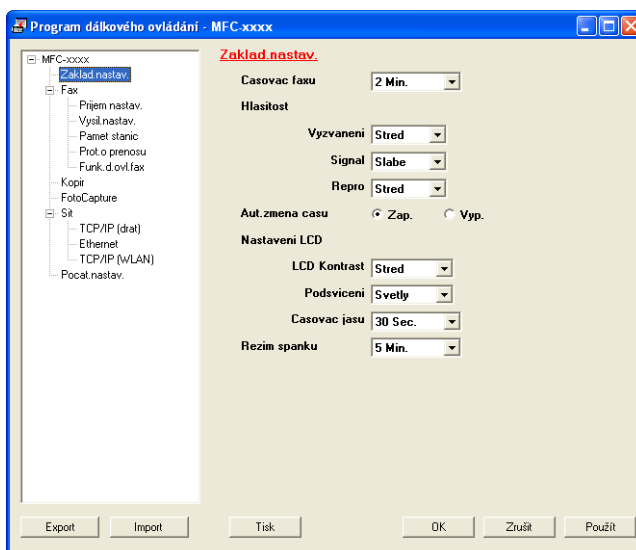 Program dálkového ovládání - MFC-xxxx
MFC-xxxx
Zaklad.nastav.
Fax
Prijem nastav.
Vysil.nastav.
Pamet stanic
Prot.o prenosu
Funk.d.ovl.fax
Kopir
FotoCapture
Sit
TCP/IP (drat)
Ethernet
TCP/IP (WLAN)
Pocat.nastav.
Zaklad.nastav.
Casovac faxu 2 Min.
Hlasitost
Vyzvaneni Stred
Signal Slabe
Repro Stred
Aut.zmena casu Zap. Vyp.
Nastaveni LCD
LCD Kontrast Stred
Podsviceni Svetly
Casovac jasu 30 Sec.
Rezim spanku 5 Min.
Export Import Tisk OK Zrušit Použít